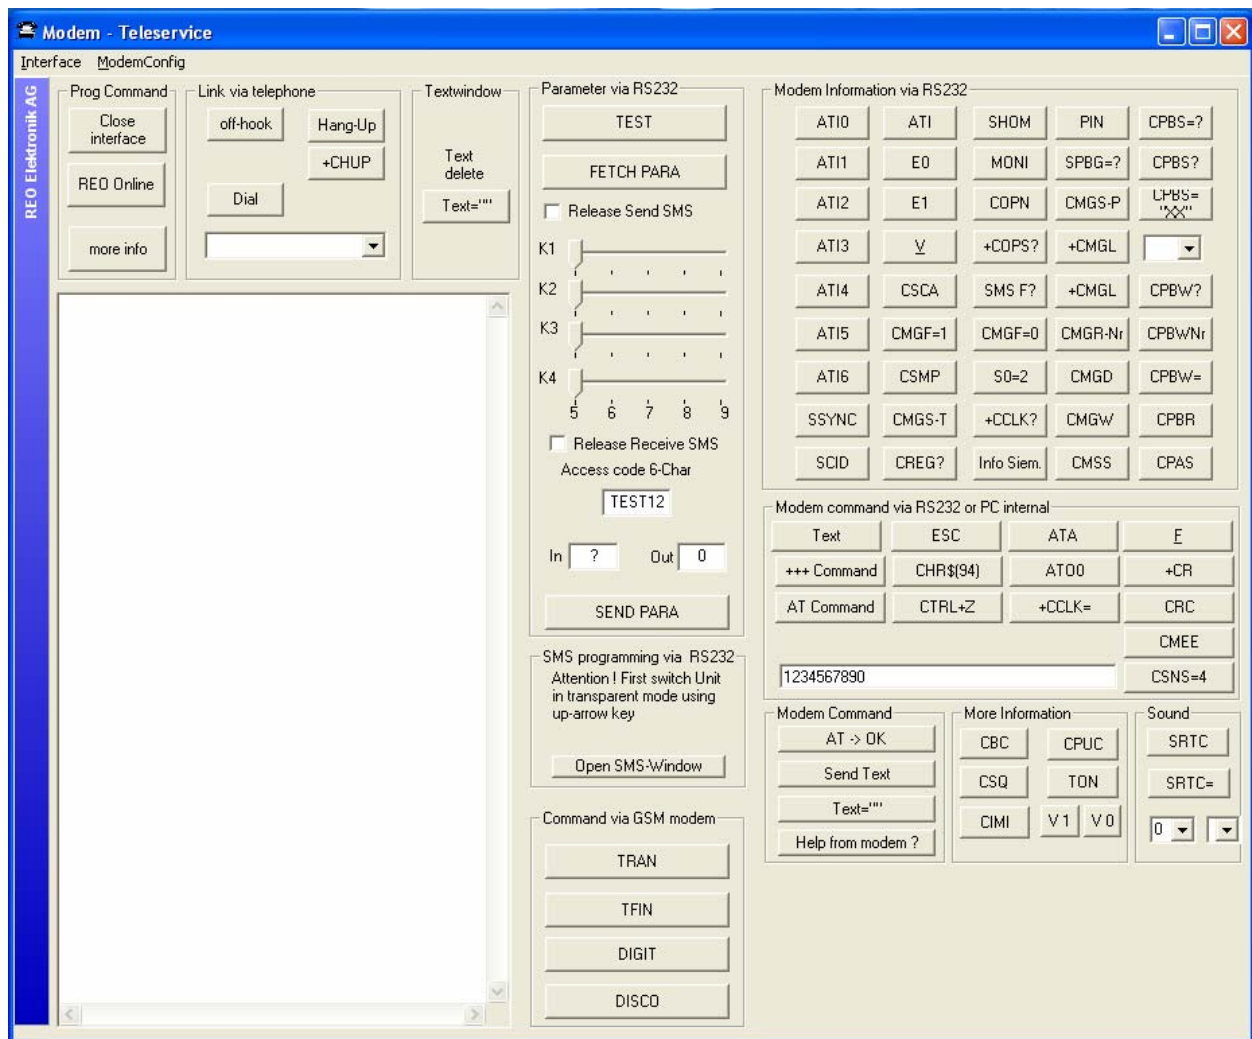 Modem - Teleservice
Interface ModemConfig
REO Elektronik AG
Prog Command
Close
interface
REO Online
more info
Link via telephone
off-hook Hang-Up
+CHUP
Dial
Textwindow
Text
delete
Text=""
Parameter via RS232
TEST
FETCH PARA
Release Send SMS
K1
K2
K3
K4
5 6 7 8 9
Release Receive SMS
Access code 6-Char
TEST12
In ? Out 0
SEND PARA
SMS programming via RS232
Attention ! First switch Unit
in transparent mode using
up-arrow key
Open SMS-Window
Command via GSM modem
TRAN
TFIN
DIGIT
DISCO
Modem Information via RS232
ATI0 ATI SHOM PIN CPBS=?
ATI1 E0 MONI SPBG=? CPBS?
ATI2 E1 COPN CMGS-P CPBS=
"XX"
ATI3 V +COPS? +CMGL
ATI4 CSCA SMS F? +CMGL CPBW?
ATI5 CMGF=1 CMGF=0 CMGR-Nr CPBWNr
ATI6 CSMP S0=2 CMGD CPBW=
SSYNC CMGS-T +CCLK? CMGW CPBR
SCID CREG? Info Siem. CMSS CPAS
Modem command via RS232 or PC internal
Text ESC ATA F
+++ Command CHR$(94) ATO0 +CR
AT Command CTRL+Z +CCLK= CRC
CMEE
1234567890 CSNS=4
Modem Command
AT -> OK
Send Text
Text=""
Help from modem ?
More Information
CBC CPUC
CSQ TON
CIMI V 1 V 0
Sound
SRTC
SRTC=
0